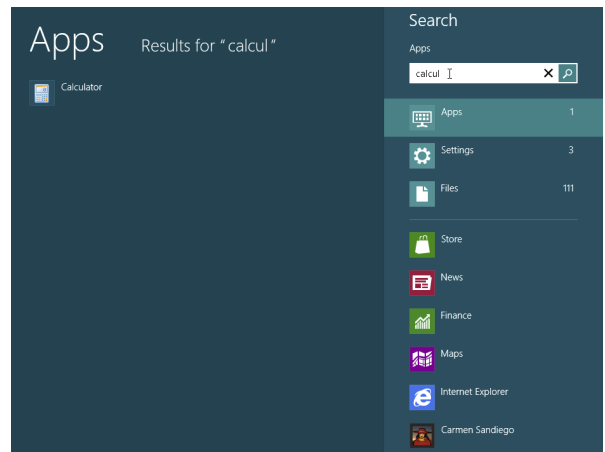 Apps
Results for "calcul"
Calculator
Search
Apps
calcul
Apps 1
Settings 3
Files 111
Store
News
Finance
Maps
Internet Explorer
Carmen Sandiego